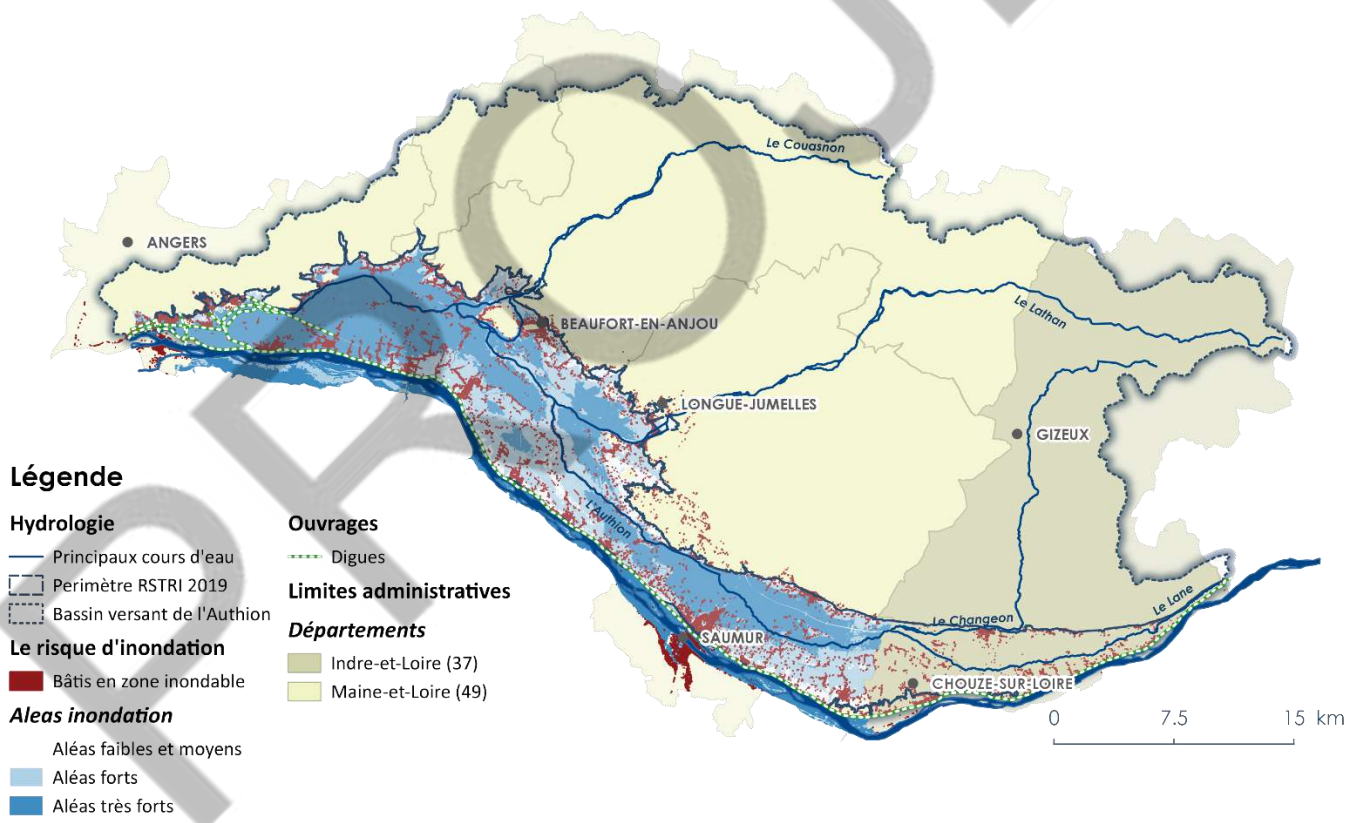 Le Couasnon
ANGERS
Le Lathan
BEAUFORT-EN-ANJOU
LONGUE-JUMELLES
GIZEUX
L'Authion
Le Changeon
Le Lane
SAUMUR
CHOUZE-SUR-LOIRE
0 7.5 15 km
Légende
Hydrologie
Principaux cours d'eau
Perimètre RSTRI 2019
Bassin versant de l'Authion
Le risque d'inondation
Bâtis en zone inondable
Aleas inondation
Aléas faibles et moyens
Aléas forts
Aléas très forts
Ouvrages
Digues
Limites administratives
Départements
Indre-et-Loire (37)
Maine-et-Loire (49)